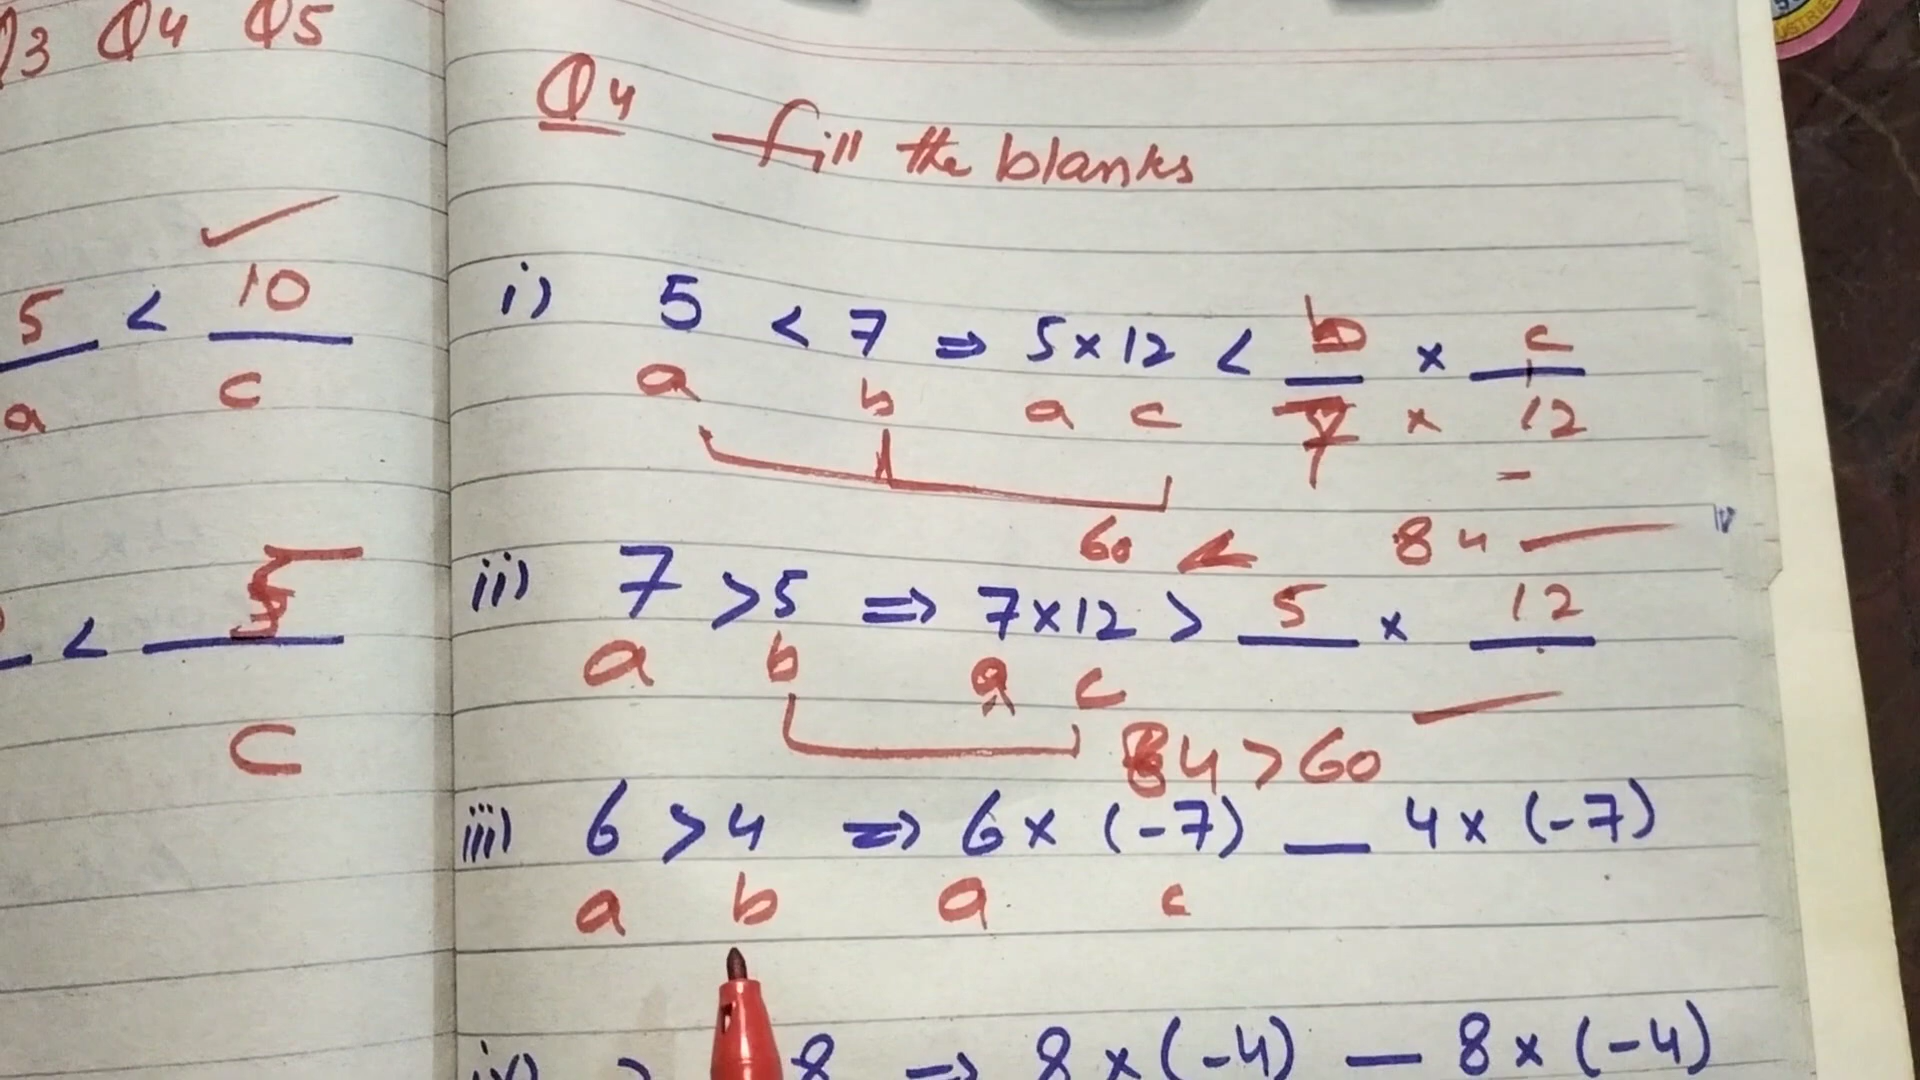 Q3 Q4 Q5
5 < 10
a c
< 5
c
Q4 fill the blanks
i) 5 < 7 ⇒ 5×12 < b × c
a b a c 7 × 12
60 < 84
ii) 7 > 5 ⇒ 7×12 > 5 × 12
a b a c
84 > 60
iii) 6 > 4 ⇒ 6 × (-7) __ 4 × (-7)
a b a c
8 ⇒ 8 × (-4) __ 8 × (-4)